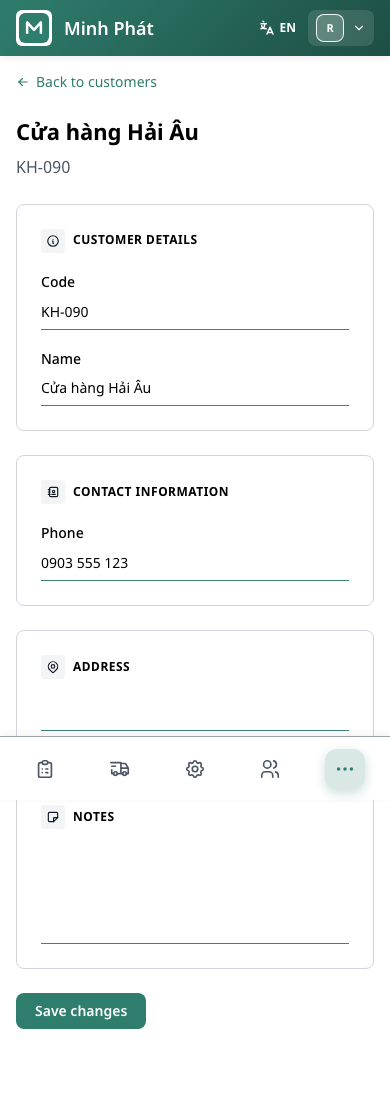 Minh Phát
EN
R
Back to customers
Cửa hàng Hải Âu
KH-090
CUSTOMER DETAILS
Code
KH-090
Name
Cửa hàng Hải Âu
CONTACT INFORMATION
Phone
0903 555 123
ADDRESS
NOTES
Save changes